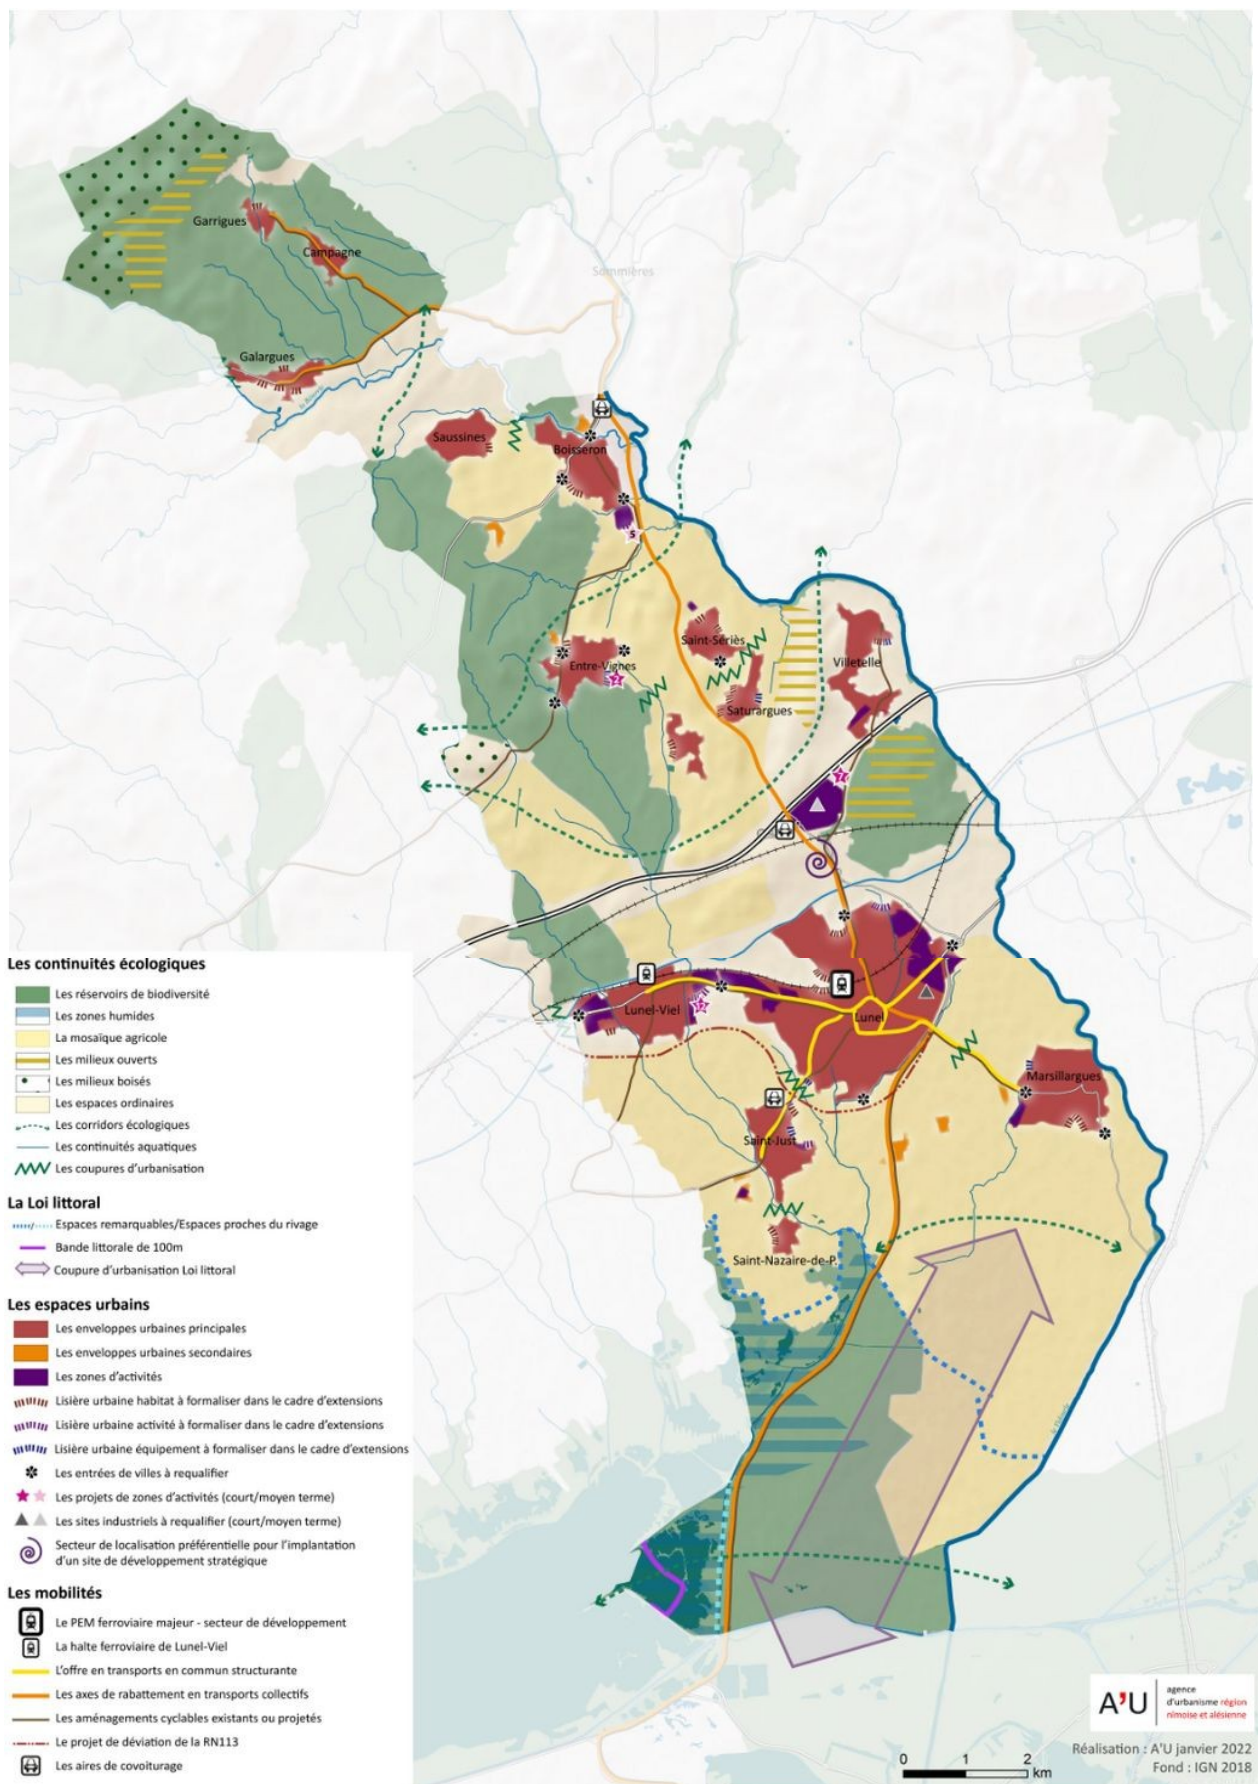 Garrigues
Campagne
Sommières
Galargues
Saussines
Boisseron
s
Saint-Sériès
Entre-Vignes
2
Villetelle
Saturargues
7
Les continuités écologiques
Les réservoirs de biodiversité
Les zones humides
La mosaïque agricole
Les milieux ouverts
Les milieux boisés
Les espaces ordinaires
Les corridors écologiques
Les continuités aquatiques
Les coupures d'urbanisation
La Loi littoral
Espaces remarquables/Espaces proches du rivage
Bande littorale de 100m
Coupure d'urbanisation Loi littoral
Les espaces urbains
Les enveloppes urbaines principales
Les enveloppes urbaines secondaires
Les zones d'activités
Lisière urbaine habitat à formaliser dans le cadre d'extensions
Lisière urbaine activité à formaliser dans le cadre d'extensions
Lisière urbaine équipement à formaliser dans le cadre d'extensions
Les entrées de villes à requalifier
Les projets de zones d'activités (court/moyen terme)
Les sites industriels à requalifier (court/moyen terme)
Secteur de localisation préférentielle pour l'implantation
d'un site de développement stratégique
Les mobilités
Le PEM ferroviaire majeur - secteur de développement
La halte ferroviaire de Lunel-Viel
L'offre en transports en commun structurante
Les axes de rabattement en transports collectifs
Les aménagements cyclables existants ou projetés
Le projet de déviation de la RN113
Les aires de covoiturage
Lunel-Viel
12
Lunel
Marsillargues
Saint-Just
Saint-Nazaire-de-P.
A'U
agence
d'urbanisme région
nîmoise et alésienne
0 1 2
km
Réalisation : A'U janvier 2022
Fond : IGN 2018